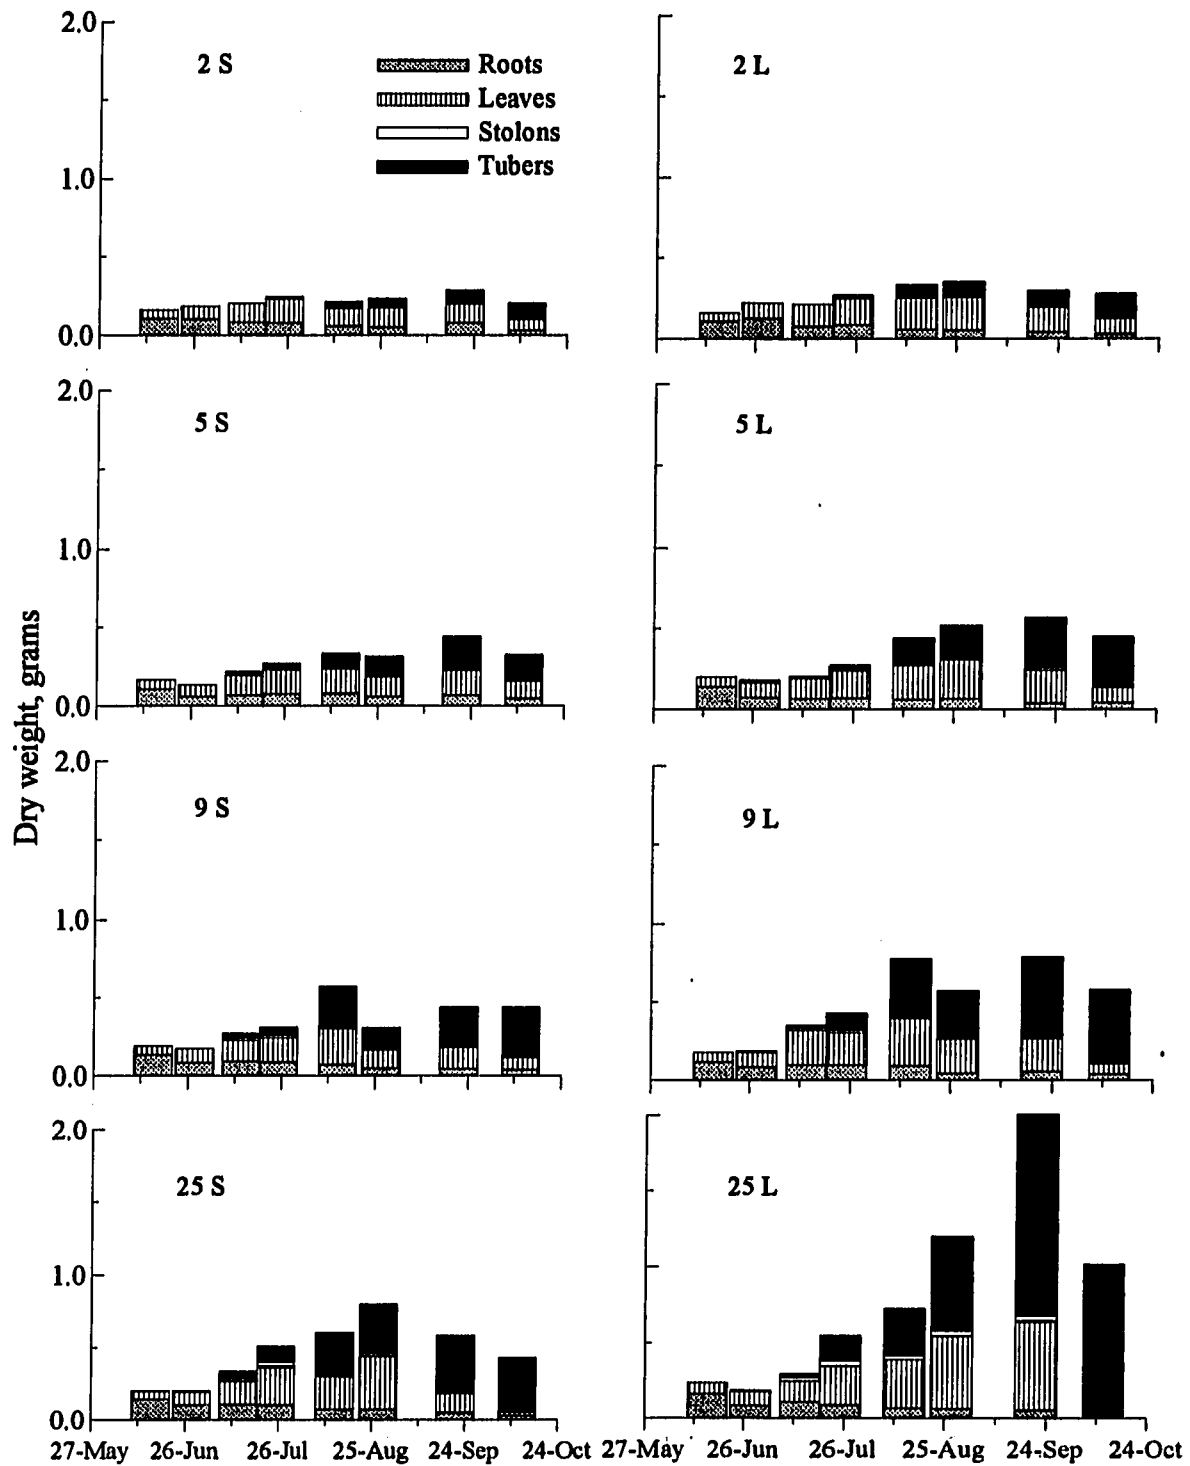 2.0
2 S
Roots
Leaves
Stolons
Tubers
1.0
0.0
2 L
2.0
5 S
1.0
0.0
5 L
Dry weight, grams
2.0
9 S
1.0
0.0
9 L
2.0
25 S
1.0
0.0
25 L
27-May 26-Jun 26-Jul 25-Aug 24-Sep 24-Oct
27-May 26-Jun 26-Jul 25-Aug 24-Sep 24-Oct